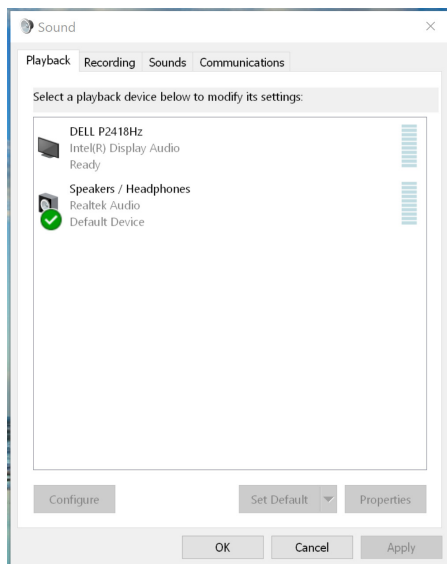 Sound
Playback Recording Sounds Communications
Select a playback device below to modify its settings:
DELL P2418Hz
Intel(R) Display Audio
Ready
Speakers / Headphones
Realtek Audio
Default Device
Configure Set Default Properties
OK Cancel Apply